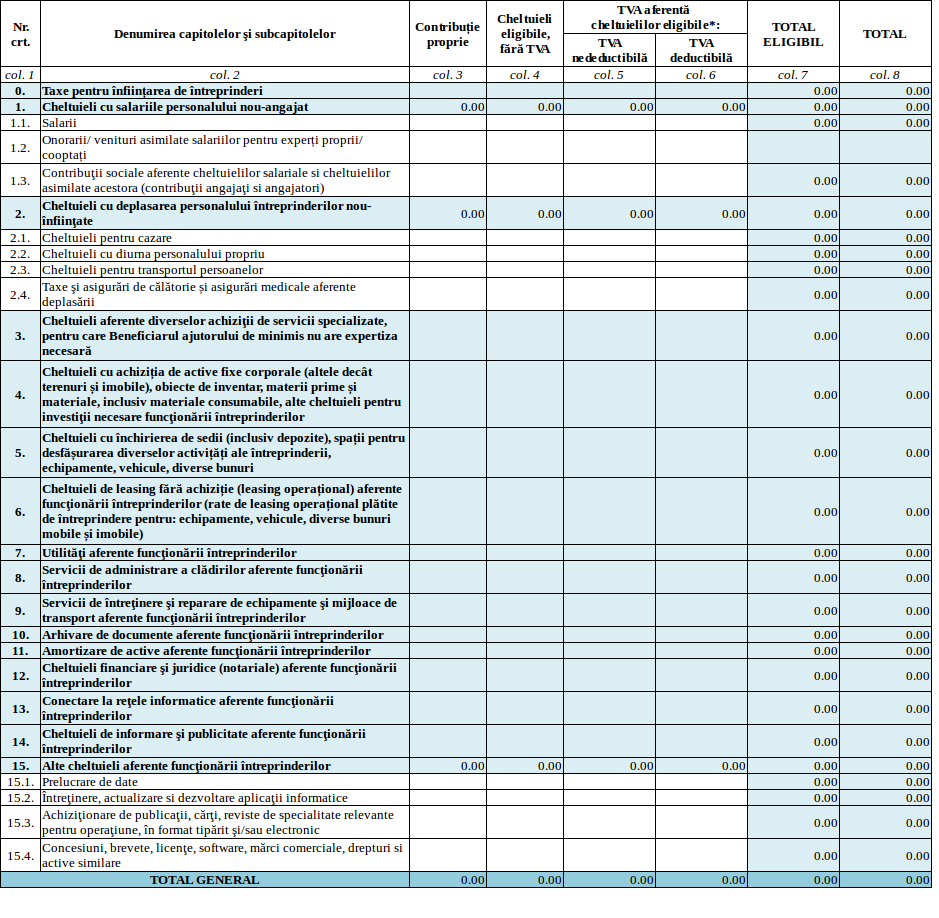 Nr. crt. Denumirea capitolelor şi subcapitolelor Contribuție proprie Cheltuieli eligibile, fără TVA TVA aferentă cheltuielilor eligibile*: TOTAL ELIGIBIL TOTAL
TVA nedeductibilă TVA deductibilă
col. 1 col. 2 col. 3 col. 4 col. 5 col. 6 col. 7 col. 8
0. Taxe pentru înființarea de întreprinderi 0.00 0.00
1. Cheltuieli cu salariile personalului nou-angajat 0.00 0.00 0.00 0.00 0.00 0.00
1.1. Salarii 0.00 0.00
1.2. Onorarii/ venituri asimilate salariilor pentru experți proprii/
cooptați
1.3. Contribuţii sociale aferente cheltuielilor salariale si cheltuielilor
asimilate acestora (contribuţii angajaţi si angajatori) 0.00 0.00
2. Cheltuieli cu deplasarea personalului întreprinderilor nou-
înfiinţate 0.00 0.00 0.00 0.00 0.00 0.00
2.1. Cheltuieli pentru cazare 0.00 0.00
2.2. Cheltuieli cu diurna personalului propriu 0.00 0.00
2.3. Cheltuieli pentru transportul persoanelor 0.00 0.00
2.4. Taxe şi asigurări de călătorie și asigurări medicale aferente
deplasării 0.00 0.00
3. Cheltuieli aferente diverselor achiziţii de servicii specializate,
pentru care Beneficiarul ajutorului de minimis nu are expertiza
necesară 0.00 0.00
4. Cheltuieli cu achiziția de active fixe corporale (altele decât
terenuri și imobile), obiecte de inventar, materii prime și
materiale, inclusiv materiale consumabile, alte cheltuieli pentru
investiţii necesare funcţionării întreprinderilor 0.00 0.00
5. Cheltuieli cu închirierea de sedii (inclusiv depozite), spații pentru
desfășurarea diverselor activități ale întreprinderii,
echipamente, vehicule, diverse bunuri 0.00 0.00
6. Cheltuieli de leasing fără achiziție (leasing operațional) aferente
funcţionării întreprinderilor (rate de leasing operațional plătite
de întreprindere pentru: echipamente, vehicule, diverse bunuri
mobile și imobile) 0.00 0.00
7. Utilităţi aferente funcţionării întreprinderilor 0.00 0.00
8. Servicii de administrare a clădirilor aferente funcţionării
întreprinderilor 0.00 0.00
9. Servicii de întreţinere şi reparare de echipamente şi mijloace de
transport aferente funcţionării întreprinderilor 0.00 0.00
10. Arhivare de documente aferente funcţionării întreprinderilor 0.00 0.00
11. Amortizare de active aferente funcţionării întreprinderilor 0.00 0.00
12. Cheltuieli financiare şi juridice (notariale) aferente funcţionării
întreprinderilor 0.00 0.00
13. Conectare la reţele informatice aferente funcţionării
întreprinderilor 0.00 0.00
14. Cheltuieli de informare şi publicitate aferente funcţionării
întreprinderilor 0.00 0.00
15. Alte cheltuieli aferente funcţionării întreprinderilor 0.00 0.00 0.00 0.00 0.00 0.00
15.1. Prelucrare de date 0.00 0.00
15.2. Întreţinere, actualizare si dezvoltare aplicaţii informatice 0.00 0.00
15.3. Achiziţionare de publicaţii, cărţi, reviste de specialitate relevante
pentru operaţiune, în format tipărit şi/sau electronic 0.00 0.00
15.4. Concesiuni, brevete, licenţe, software, mărci comerciale, drepturi si
active similare 0.00 0.00
TOTAL GENERAL 0.00 0.00 0.00 0.00 0.00 0.00